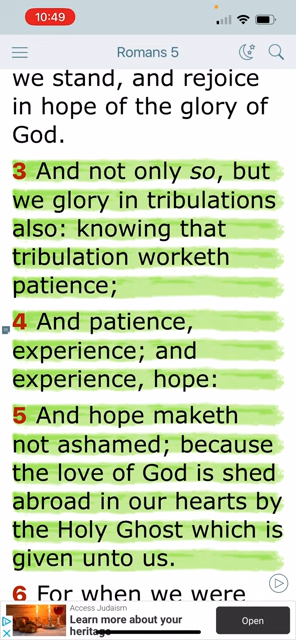 10:49
Romans 5
we stand, and rejoice
in hope of the glory of
God.
3 And not only so, but
we glory in tribulations
also: knowing that
tribulation worketh
patience;
4 And patience,
experience; and
experience, hope:
5 And hope maketh
not ashamed; because
the love of God is shed
abroad in our hearts by
the Holy Ghost which is
given unto us.
6 For when we were
Access Judaism
Learn more about your
heritage
Open